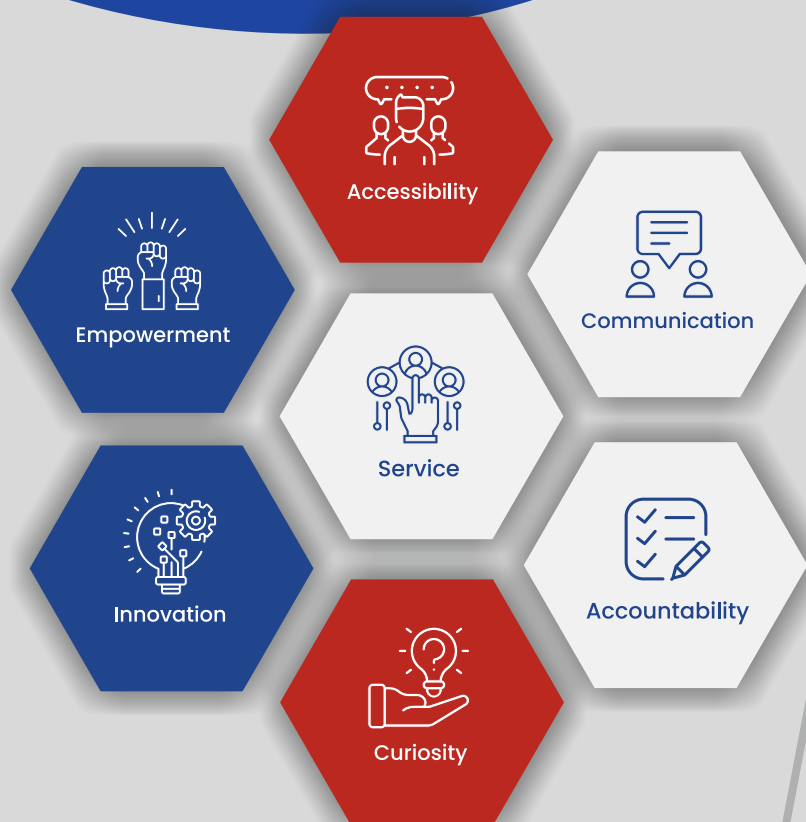 Accessibility
Empowerment
Communication
Service
Innovation
Accountability
Curiosity